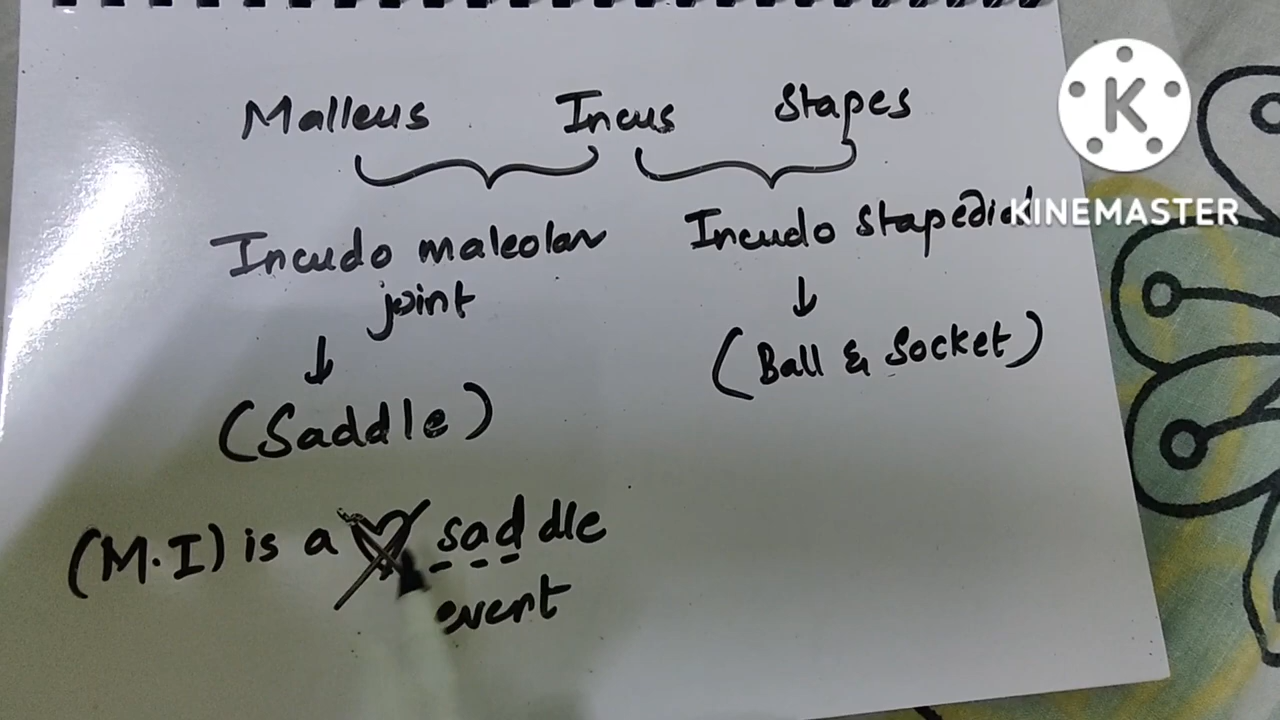 Malleus Incus Stapes
Incudo maleolar Incudo stapedial
joint
↓ ↓
(Saddle) (Ball & Socket)
(M.I) is a saddle
event
K
KINEMASTER